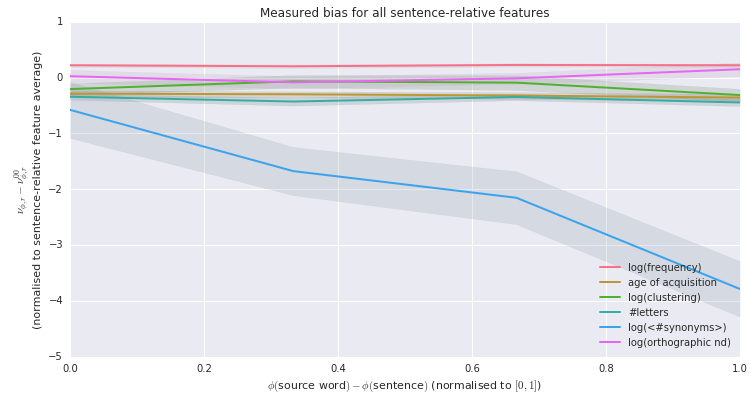 Measured bias for all sentence-relative features
1
0
−1
−2
−3
−4
−5
ν_{ϕ,r} − ν_{ϕ,r}^{00}
(normalised to sentence-relative feature average)
log(frequency)
age of acquisition
log(clustering)
#letters
log(<#synonyms>)
log(orthographic nd)
0.0 0.2 0.4 0.6 0.8 1.0
ϕ(source word) − ϕ(sentence) (normalised to [0, 1])